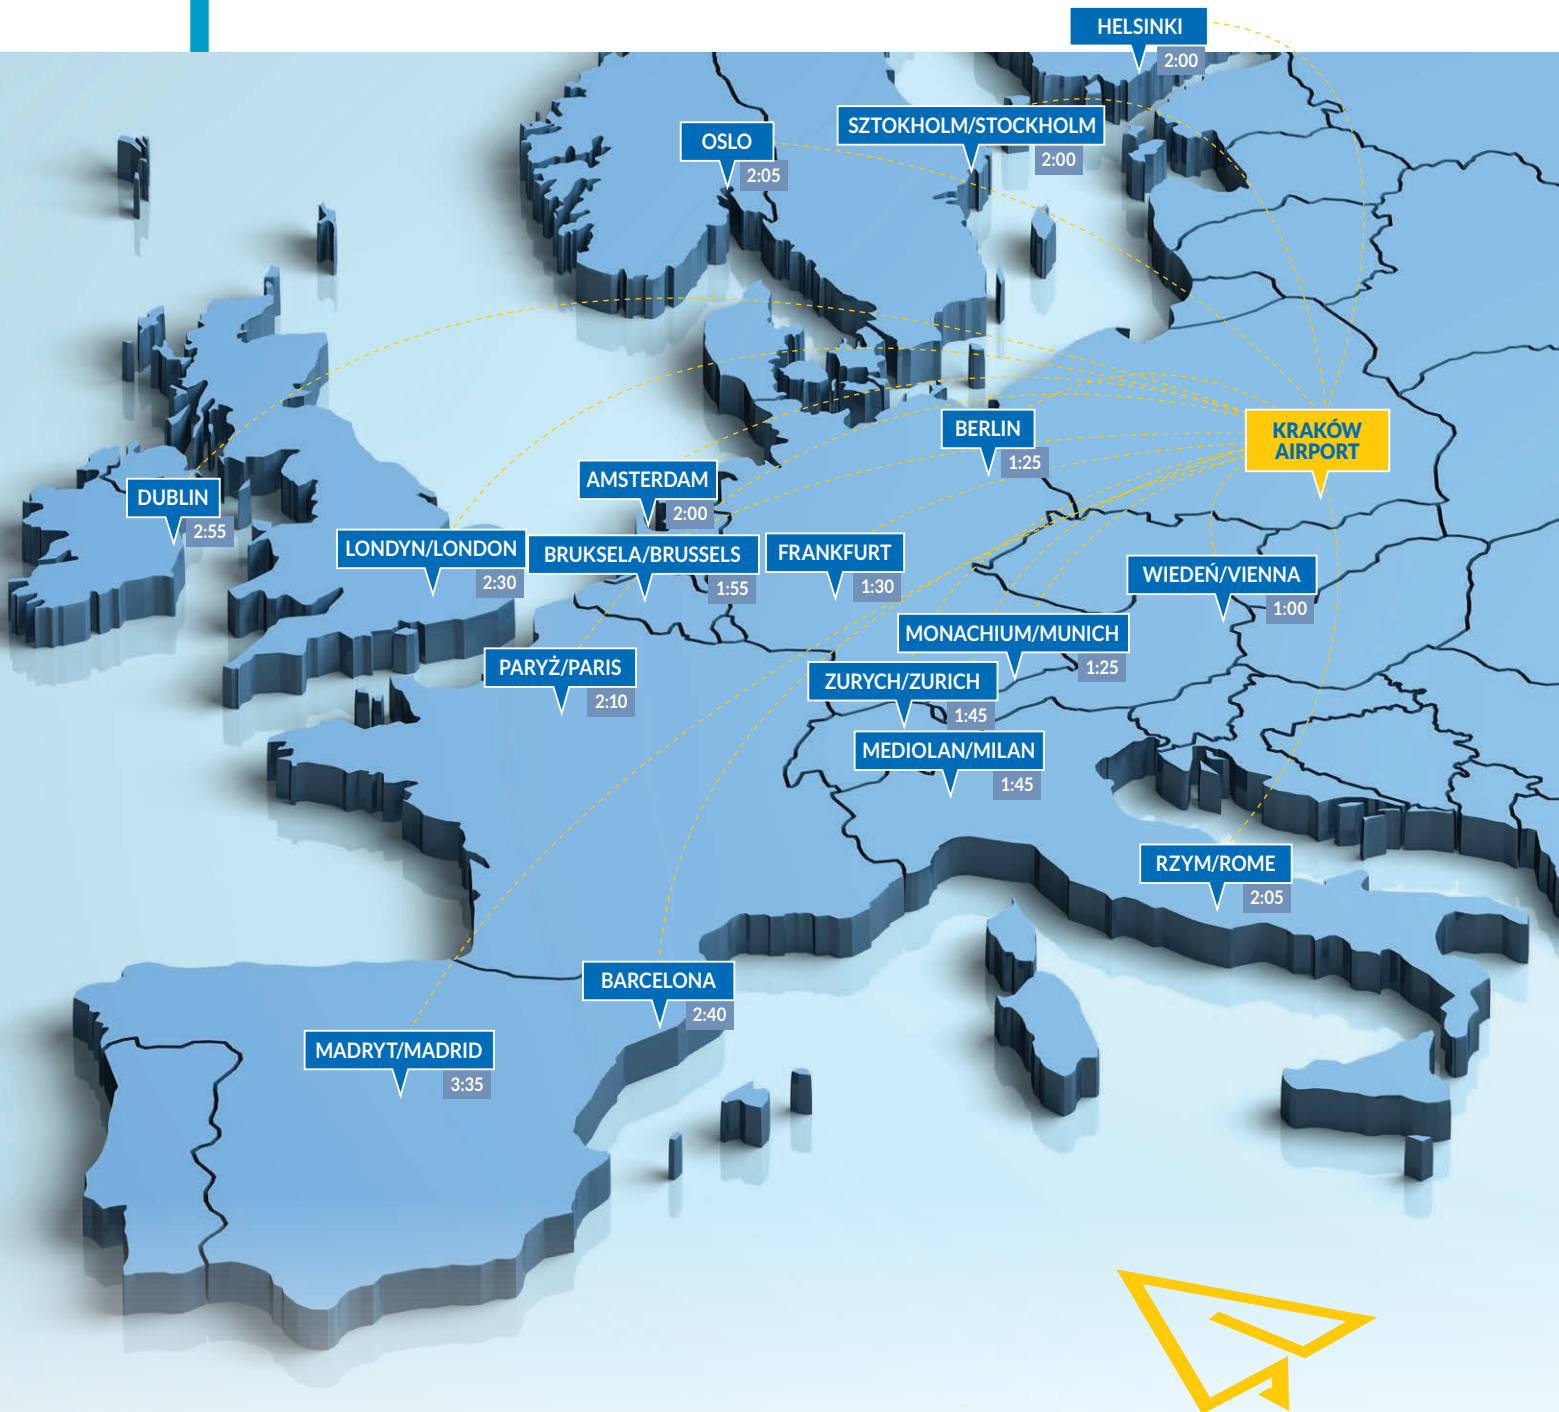 HELSINKI
2:00
SZTOKHOLM/STOCKHOLM
2:00
OSLO
2:05
BERLIN
1:25
KRAKÓW
AIRPORT
AMSTERDAM
2:00
DUBLIN
2:55
LONDYN/LONDON
2:30
BRUKSELA/BRUSSELS
1:55
FRANKFURT
1:30
WIEDEŃ/VIENNA
1:00
MONACHIUM/MUNICH
1:25
PARYŻ/PARIS
2:10
ZURYCH/ZURICH
1:45
MEDIOLAN/MILAN
1:45
RZYM/ROME
2:05
BARCELONA
2:40
MADRYT/MADRID
3:35